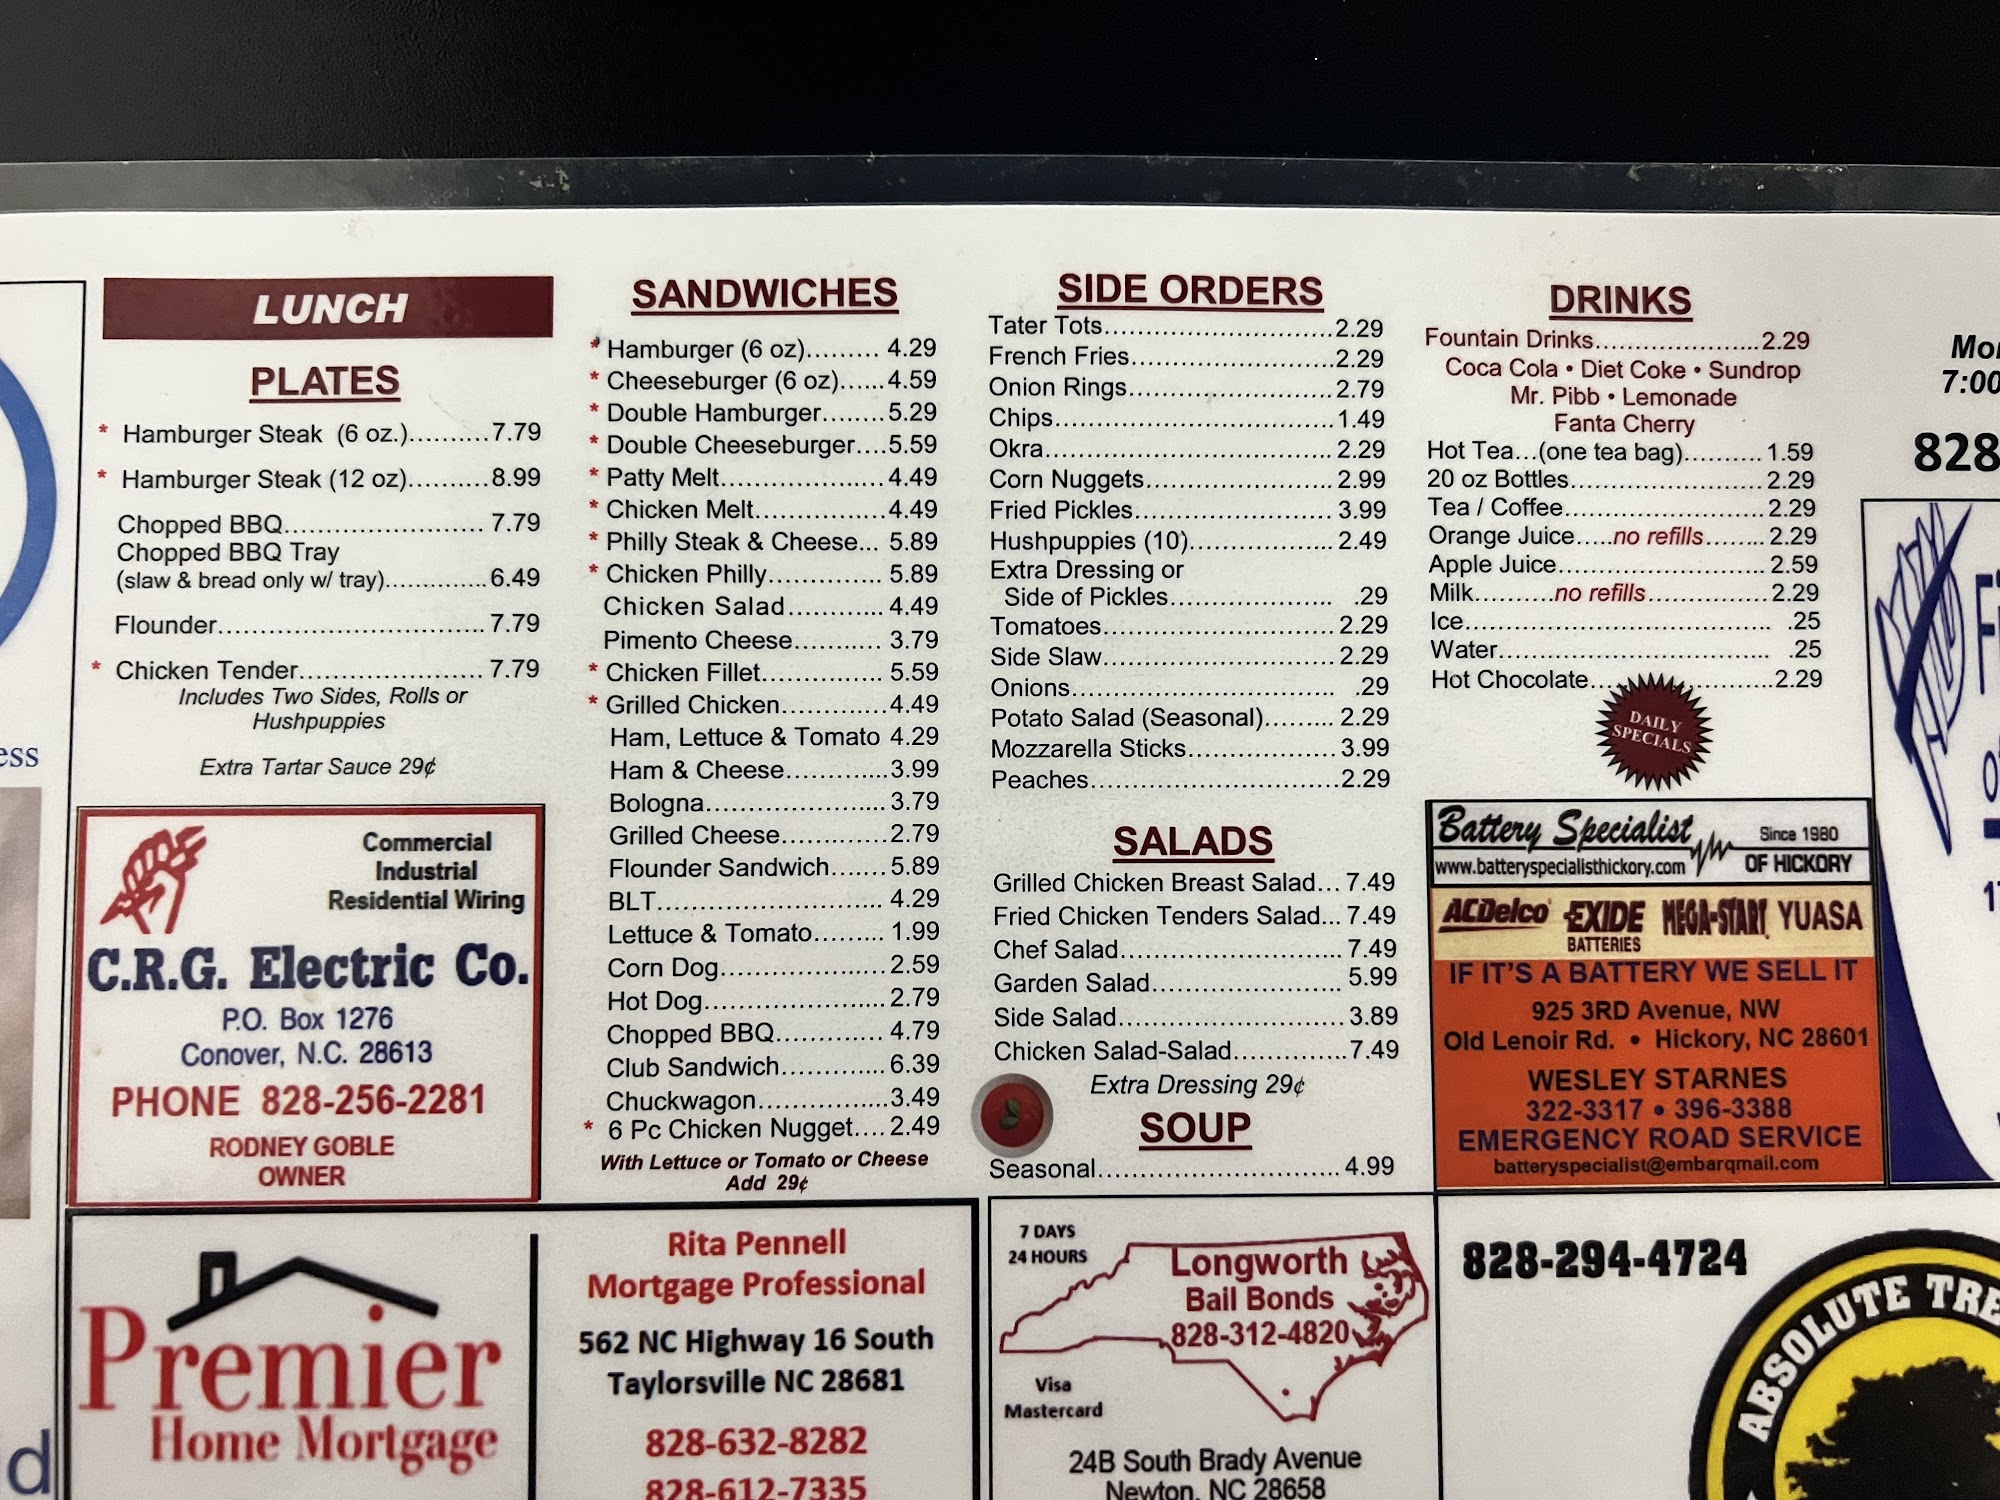 LUNCH
PLATES
* Hamburger Steak (6 oz.)..........7.79
* Hamburger Steak (12 oz)..........8.99
Chopped BBQ........................ 7.79
Chopped BBQ Tray
(slaw & bread only w/ tray).............6.49
Flounder................................ 7.79
* Chicken Tender....................... 7.79
Includes Two Sides, Rolls or
Hushpuppies
Extra Tartar Sauce 29¢
SANDWICHES
* Hamburger (6 oz)......... 4.29
* Cheeseburger (6 oz)......4.59
* Double Hamburger........5.29
* Double Cheeseburger....5.59
* Patty Melt.................... 4.49
* Chicken Melt................4.49
* Philly Steak & Cheese... 5.89
* Chicken Philly.............. 5.89
Chicken Salad............ 4.49
Pimento Cheese........... 3.79
* Chicken Fillet............... 5.59
* Grilled Chicken.............4.49
Ham, Lettuce & Tomato 4.29
Ham & Cheese.............3.99
Bologna...................... 3.79
Grilled Cheese............. 2.79
Flounder Sandwich.......5.89
BLT............................ 4.29
Lettuce & Tomato......... 1.99
Corn Dog.................... 2.59
Hot Dog...................... 2.79
Chopped BBQ............. 4.79
Club Sandwich............. 6.39
Chuckwagon................3.49
* 6 Pc Chicken Nugget.... 2.49
With Lettuce or Tomato or Cheese
Add 29¢
SIDE ORDERS
Tater Tots............................2.29
French Fries.........................2.29
Onion Rings......................... 2.79
Chips.................................. 1.49
Okra................................... 2.29
Corn Nuggets....................... 2.99
Fried Pickles........................ 3.99
Hushpuppies (10)................. 2.49
Extra Dressing or
Side of Pickles.................... .29
Tomatoes............................ 2.29
Side Slaw............................ 2.29
Onions................................ .29
Potato Salad (Seasonal)......... 2.29
Mozzarella Sticks.................. 3.99
Peaches..............................2.29
SALADS
Grilled Chicken Breast Salad... 7.49
Fried Chicken Tenders Salad... 7.49
Chef Salad........................... 7.49
Garden Salad....................... 5.99
Side Salad........................... 3.89
Chicken Salad-Salad.............7.49
Extra Dressing 29¢
SOUP
Seasonal............................. 4.99
DRINKS
Fountain Drinks....................2.29
Coca Cola • Diet Coke • Sundrop
Mr. Pibb • Lemonade
Fanta Cherry
Hot Tea...(one tea bag).......... 1.59
20 oz Bottles........................ 2.29
Tea / Coffee......................... 2.29
Orange Juice.....no refills....... 2.29
Apple Juice.......................... 2.59
Milk..........no refills............... 2.29
Ice...................................... .25
Water.................................. .25
Hot Chocolate.......................2.29
DAILY
SPECIALS
Mo
7:00
828
ess
Commercial
Industrial
Residential Wiring
C.R.G. Electric Co.
P.O. Box 1276
Conover, N.C. 28613
PHONE 828-256-2281
RODNEY GOBLE
OWNER
Battery Specialist
Since 1980
www.batteryspecialisthickory.com
OF HICKORY
ACDelco EXIDE BATTERIES MEGA-START YUASA
IF IT'S A BATTERY WE SELL IT
925 3RD Avenue, NW
Old Lenoir Rd. • Hickory, NC 28601
WESLEY STARNES
322-3317 • 396-3388
EMERGENCY ROAD SERVICE
batteryspecialist@embarqmail.com
Premier
Home Mortgage
Rita Pennell
Mortgage Professional
562 NC Highway 16 South
Taylorsville NC 28681
828-632-8282
828-612-7335
7 DAYS
24 HOURS
Longworth
Bail Bonds
828-312-4820
Visa
Mastercard
24B South Brady Avenue
Newton, NC 28658
828-294-4724
ABSOLUTE TRE